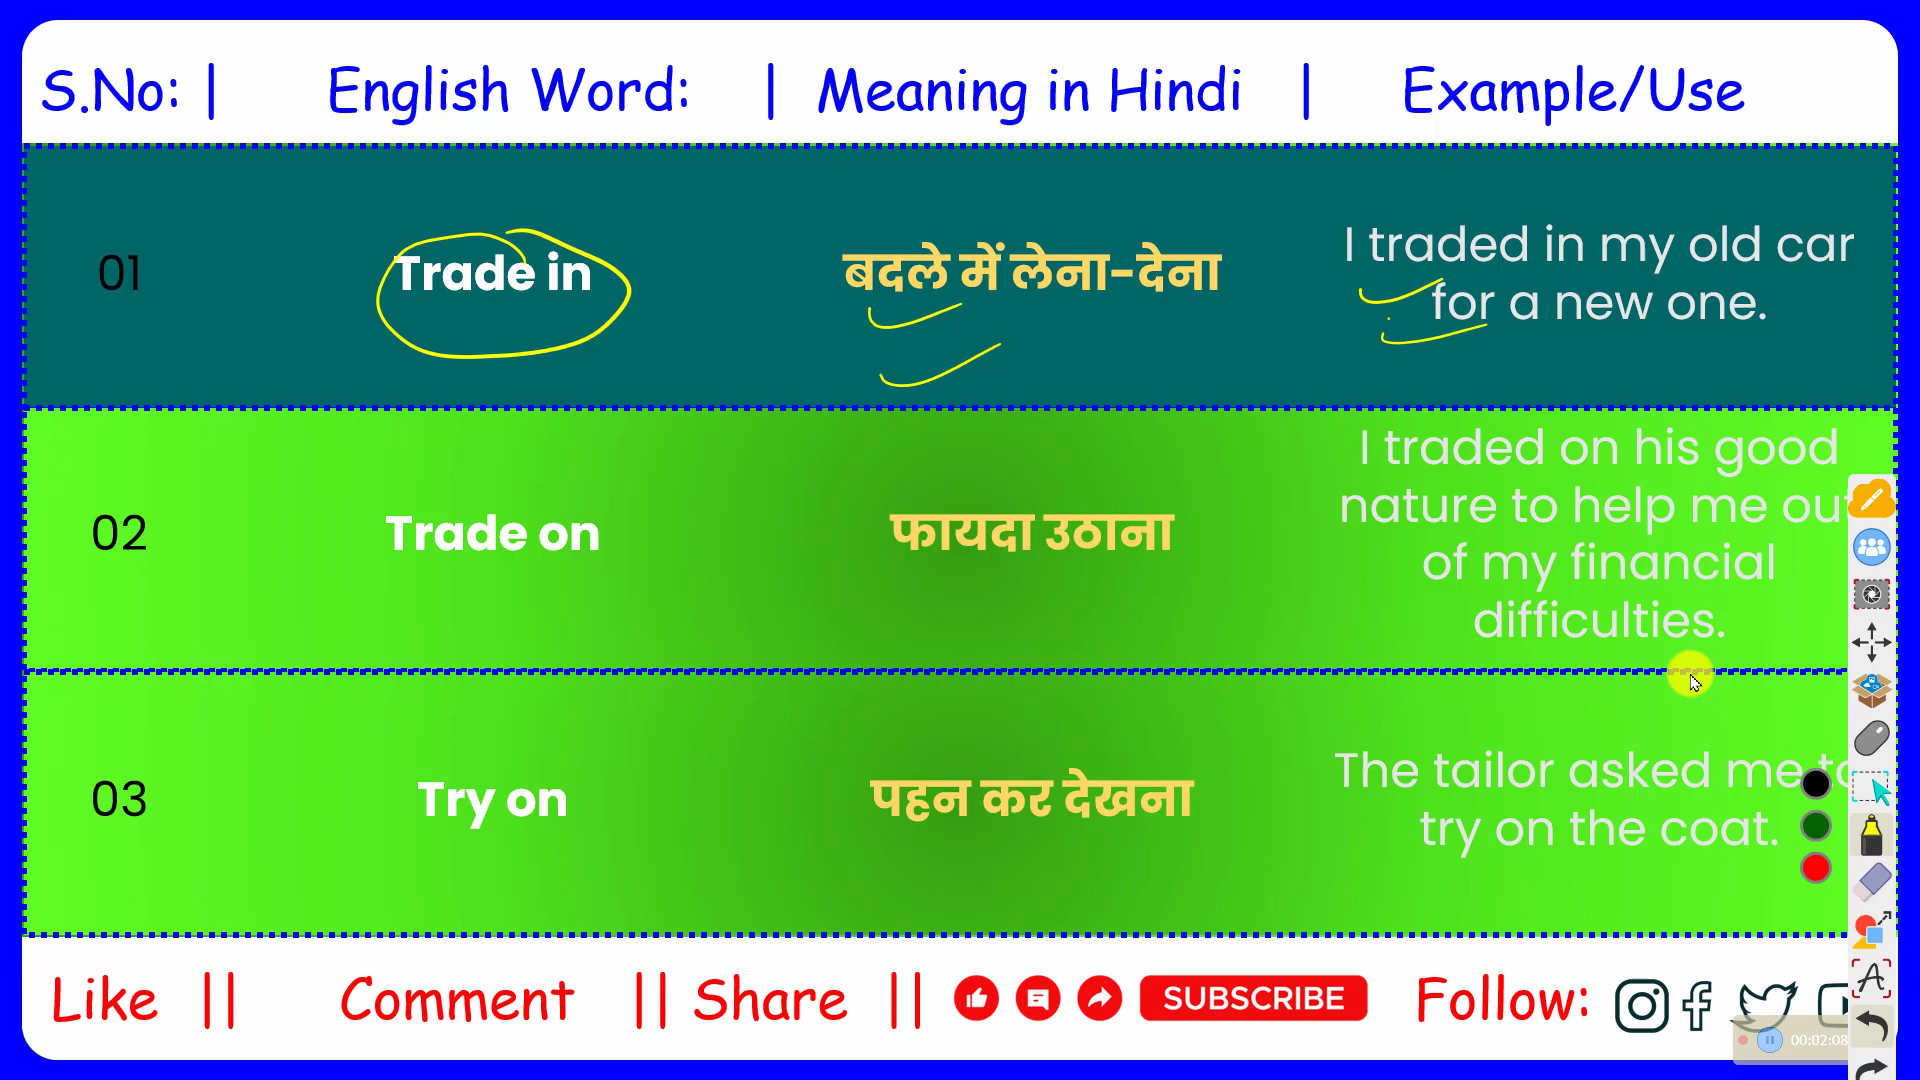 S.No: | English Word: | Meaning in Hindi | Example/Use
01 Trade in बदले में लेना-देना I traded in my old car
for a new one.
02 Trade on फायदा उठाना I traded on his good
nature to help me out
of my financial
difficulties.
03 Try on पहन कर देखना The tailor asked me to
try on the coat.
Like || Comment || Share || SUBSCRIBE Follow:
00:02:08